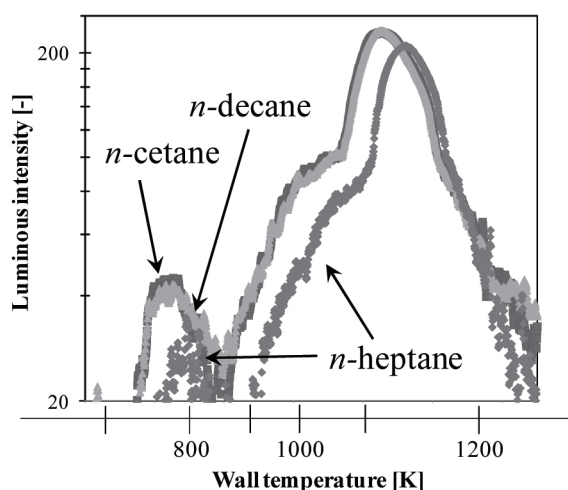 200
Luminous intensity [-]
n-decane
n-cetane
n-heptane
20
800 1000 1200
Wall temperature [K]